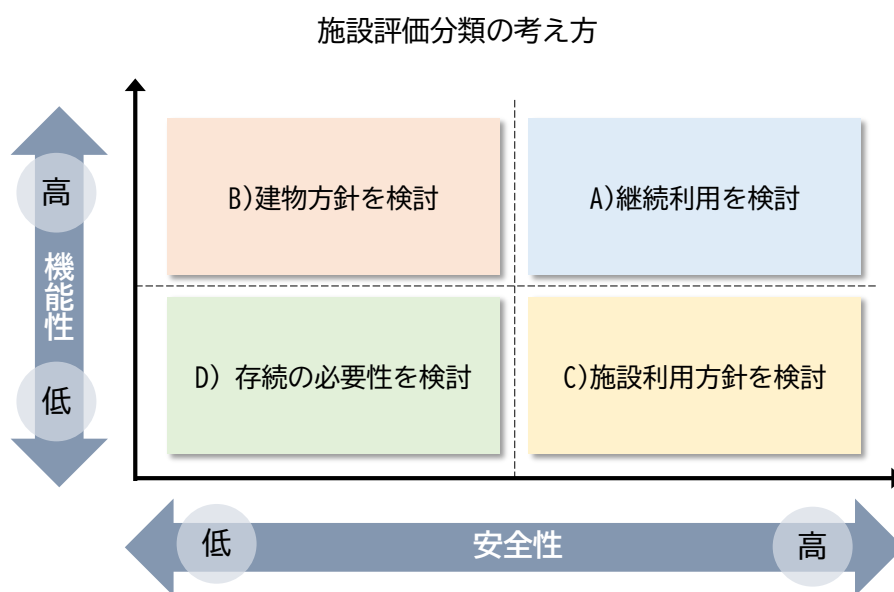 施設評価分類の考え方
高
機能性
低
B)建物方針を検討
A)継続利用を検討
D) 存続の必要性を検討
C)施設利用方針を検討
低
安全性
高